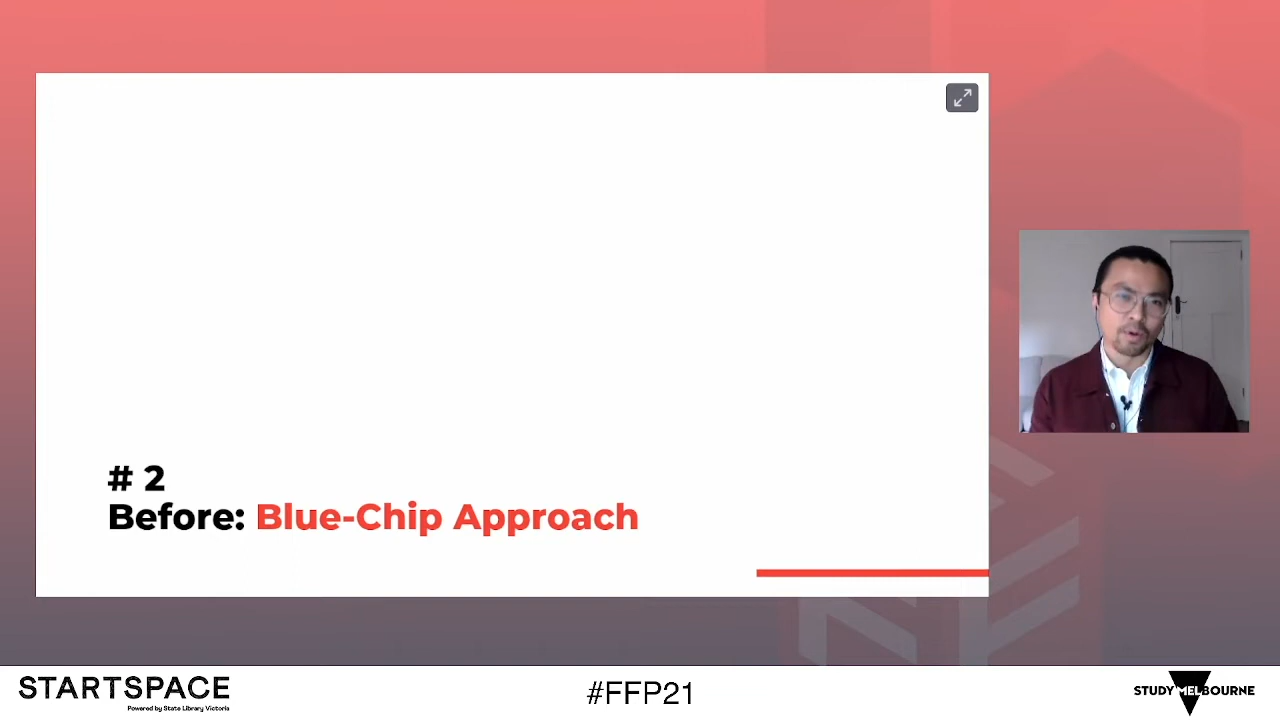 # 2
Before: Blue-Chip Approach
STARTSPACE
Powered by State Library Victoria
#FFP21
STUDY MELBOURNE